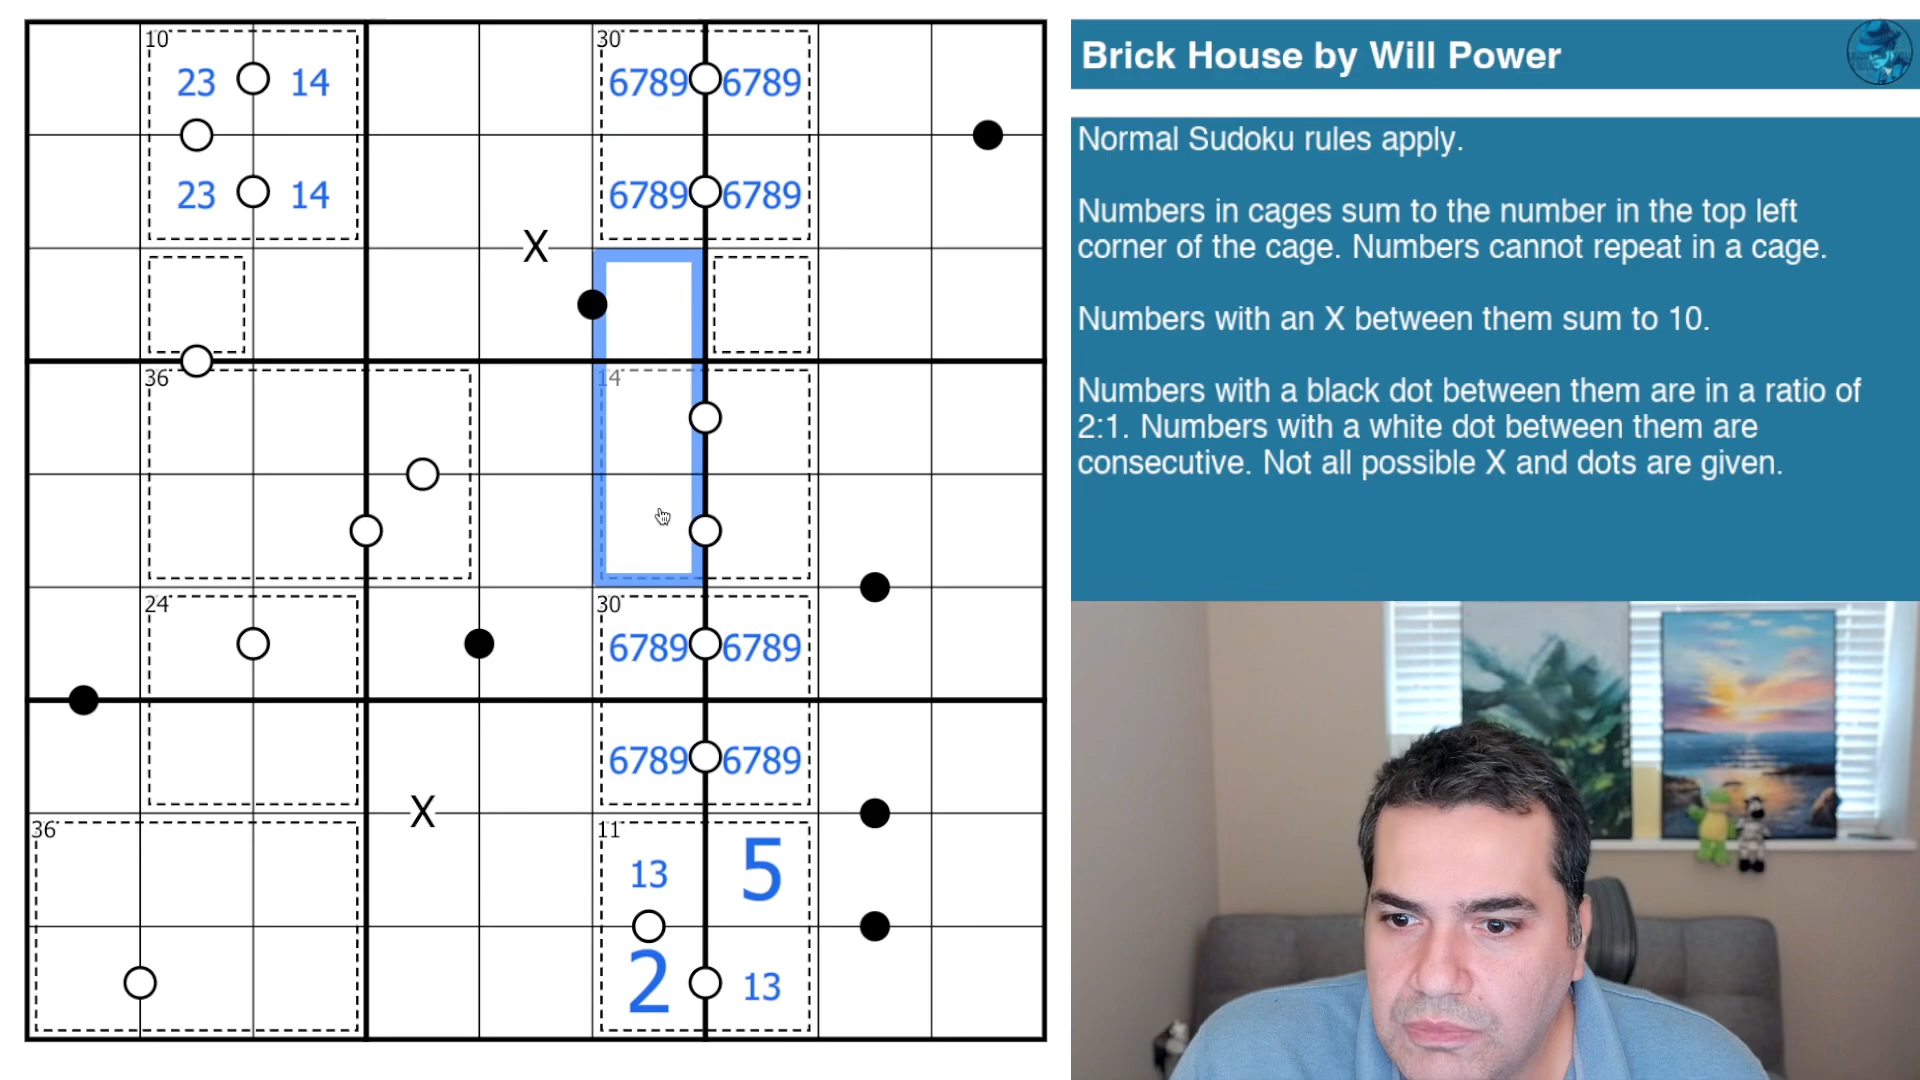 Brick House by Will Power
Normal Sudoku rules apply.
Numbers in cages sum to the number in the top left
corner of the cage. Numbers cannot repeat in a cage.
Numbers with an X between them sum to 10.
Numbers with a black dot between them are in a ratio of
2:1. Numbers with a white dot between them are
consecutive. Not all possible X and dots are given.
10 30
23 14 6789 6789
23 14 6789 6789
X
36 14
24 30
6789 6789
6789 6789
X
36 11
13 5
2 13